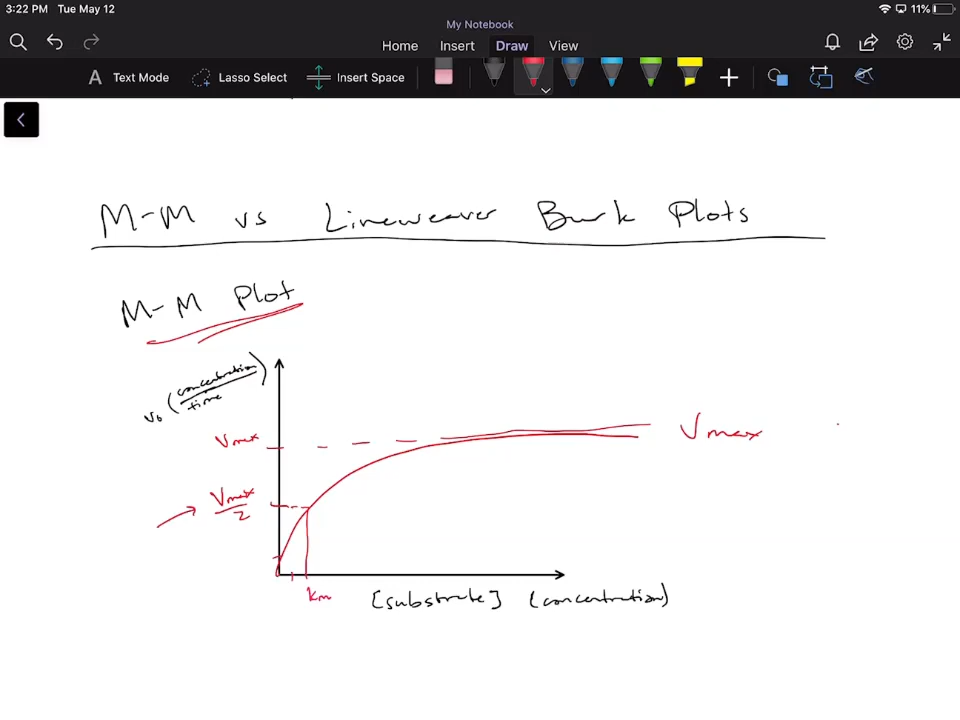 3:22 PM Tue May 12
11%
My Notebook
Home Insert Draw View
A Text Mode Lasso Select Insert Space
M-M vs Lineweaver Burk Plots
M-M Plot
v₀ (concentration/time)
Vmax
Vmax
Vmax/2
km
[substrate] (concentration)